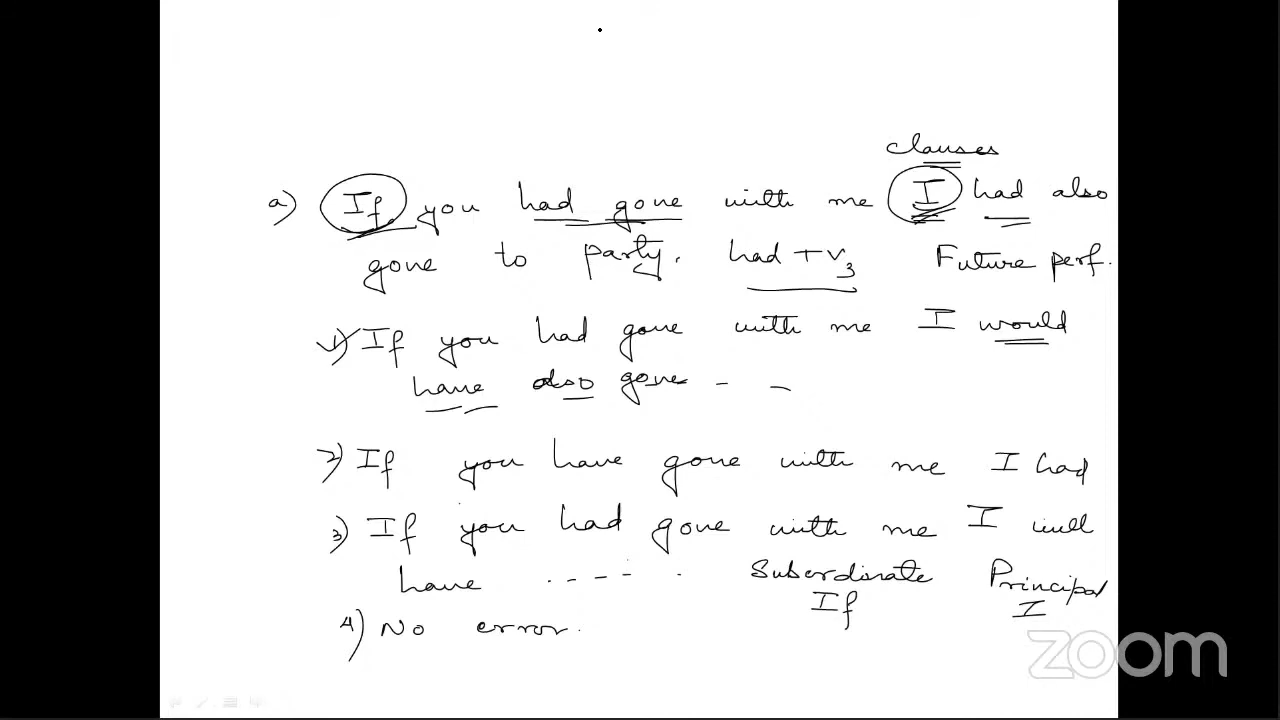 clauses
a) If you had gone with me I had also
gone to party. had + v3 Future perf.
1) If you had gone with me I would
have also gone - -
2) If you have gone with me I had
3) If you had gone with me I will
have ---- . Subordinate Principal
If I
4) No error.
zoom